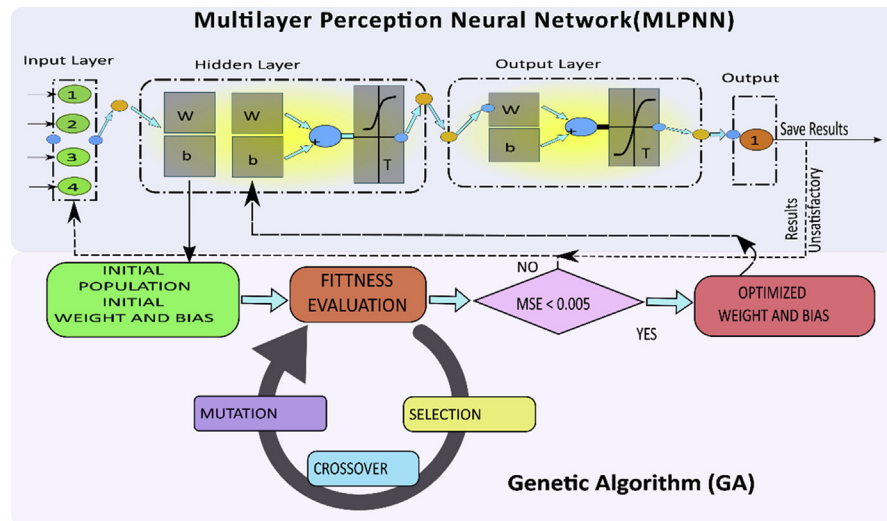 Multilayer Perception Neural Network(MLPNN)
Input Layer
Hidden Layer
Output Layer
Output
1
2
3
4
W
b
W
b
+
T
W
b
+
T
1
Save Results
Results
Unsatisfactory
INITIAL
POPULATION
INITIAL
WEIGHT AND BIAS
FITTNESS
EVALUATION
NO
MSE < 0.005
YES
OPTIMIZED
WEIGHT AND BIAS
MUTATION
SELECTION
CROSSOVER
Genetic Algorithm (GA)